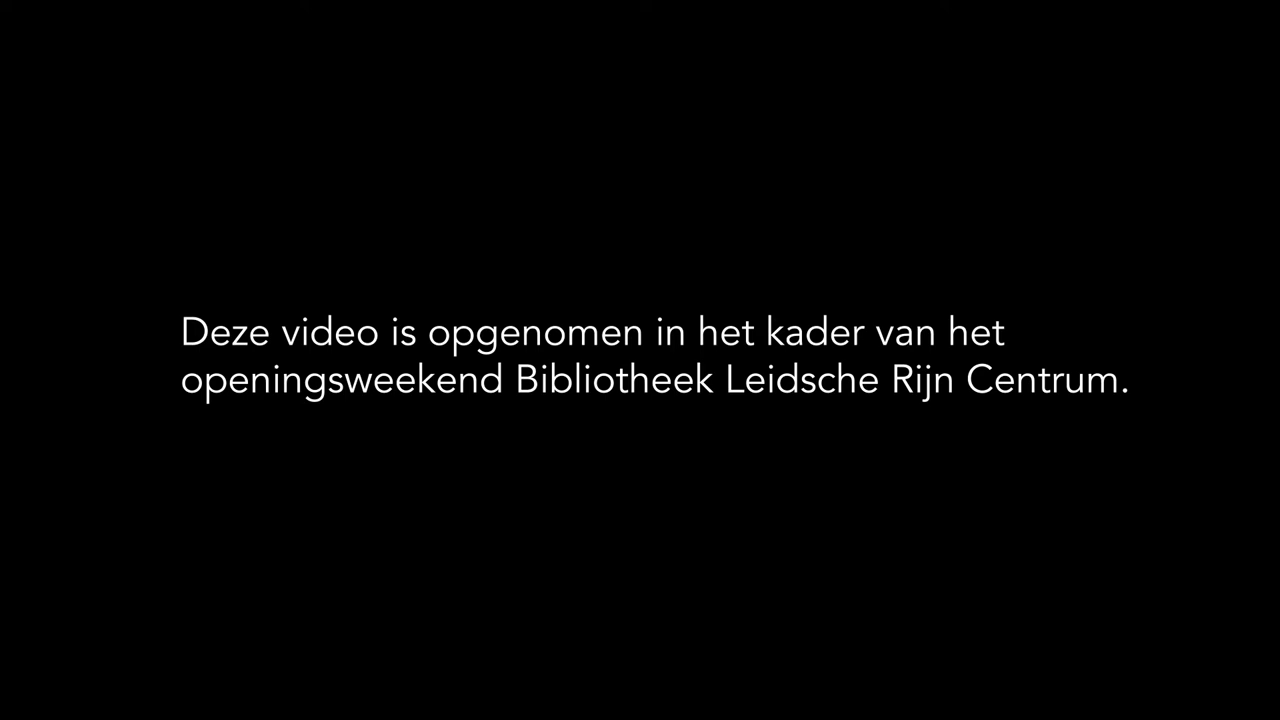 Deze video is opgenomen in het kader van het
openingsweekend Bibliotheek Leidsche Rijn Centrum.